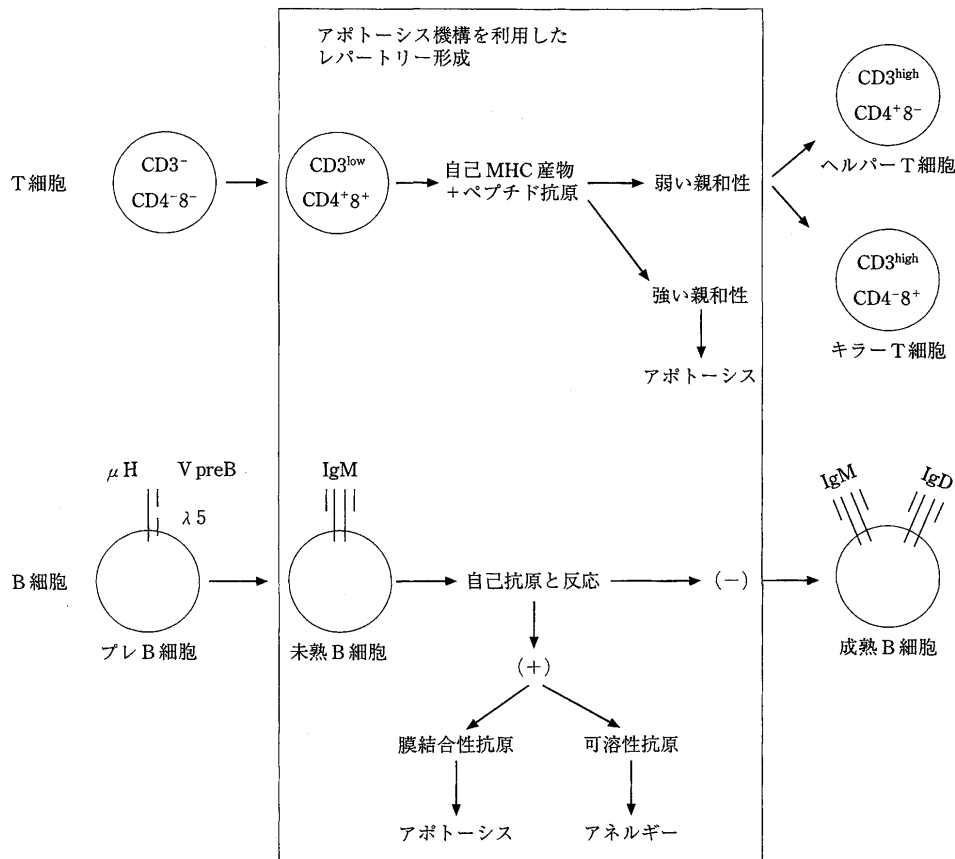 アポトーシス機構を利用した
レパートリー形成
T細胞
CD3⁻
CD4⁻8⁻
CD3ˡᵒʷ
CD4⁺8⁺
自己MHC産物
+ペプチド抗原
弱い親和性
CD3ʰⁱᵍʰ
CD4⁺8⁻
ヘルパーT細胞
強い親和性
アポトーシス
CD3ʰⁱᵍʰ
CD4⁻8⁺
キラーT細胞
B細胞
μH VpreB
λ5
プレB細胞
IgM
未熟B細胞
自己抗原と反応
(−)
IgM
IgD
成熟B細胞
(+)
膜結合性抗原
可溶性抗原
アポトーシス
アネルギー